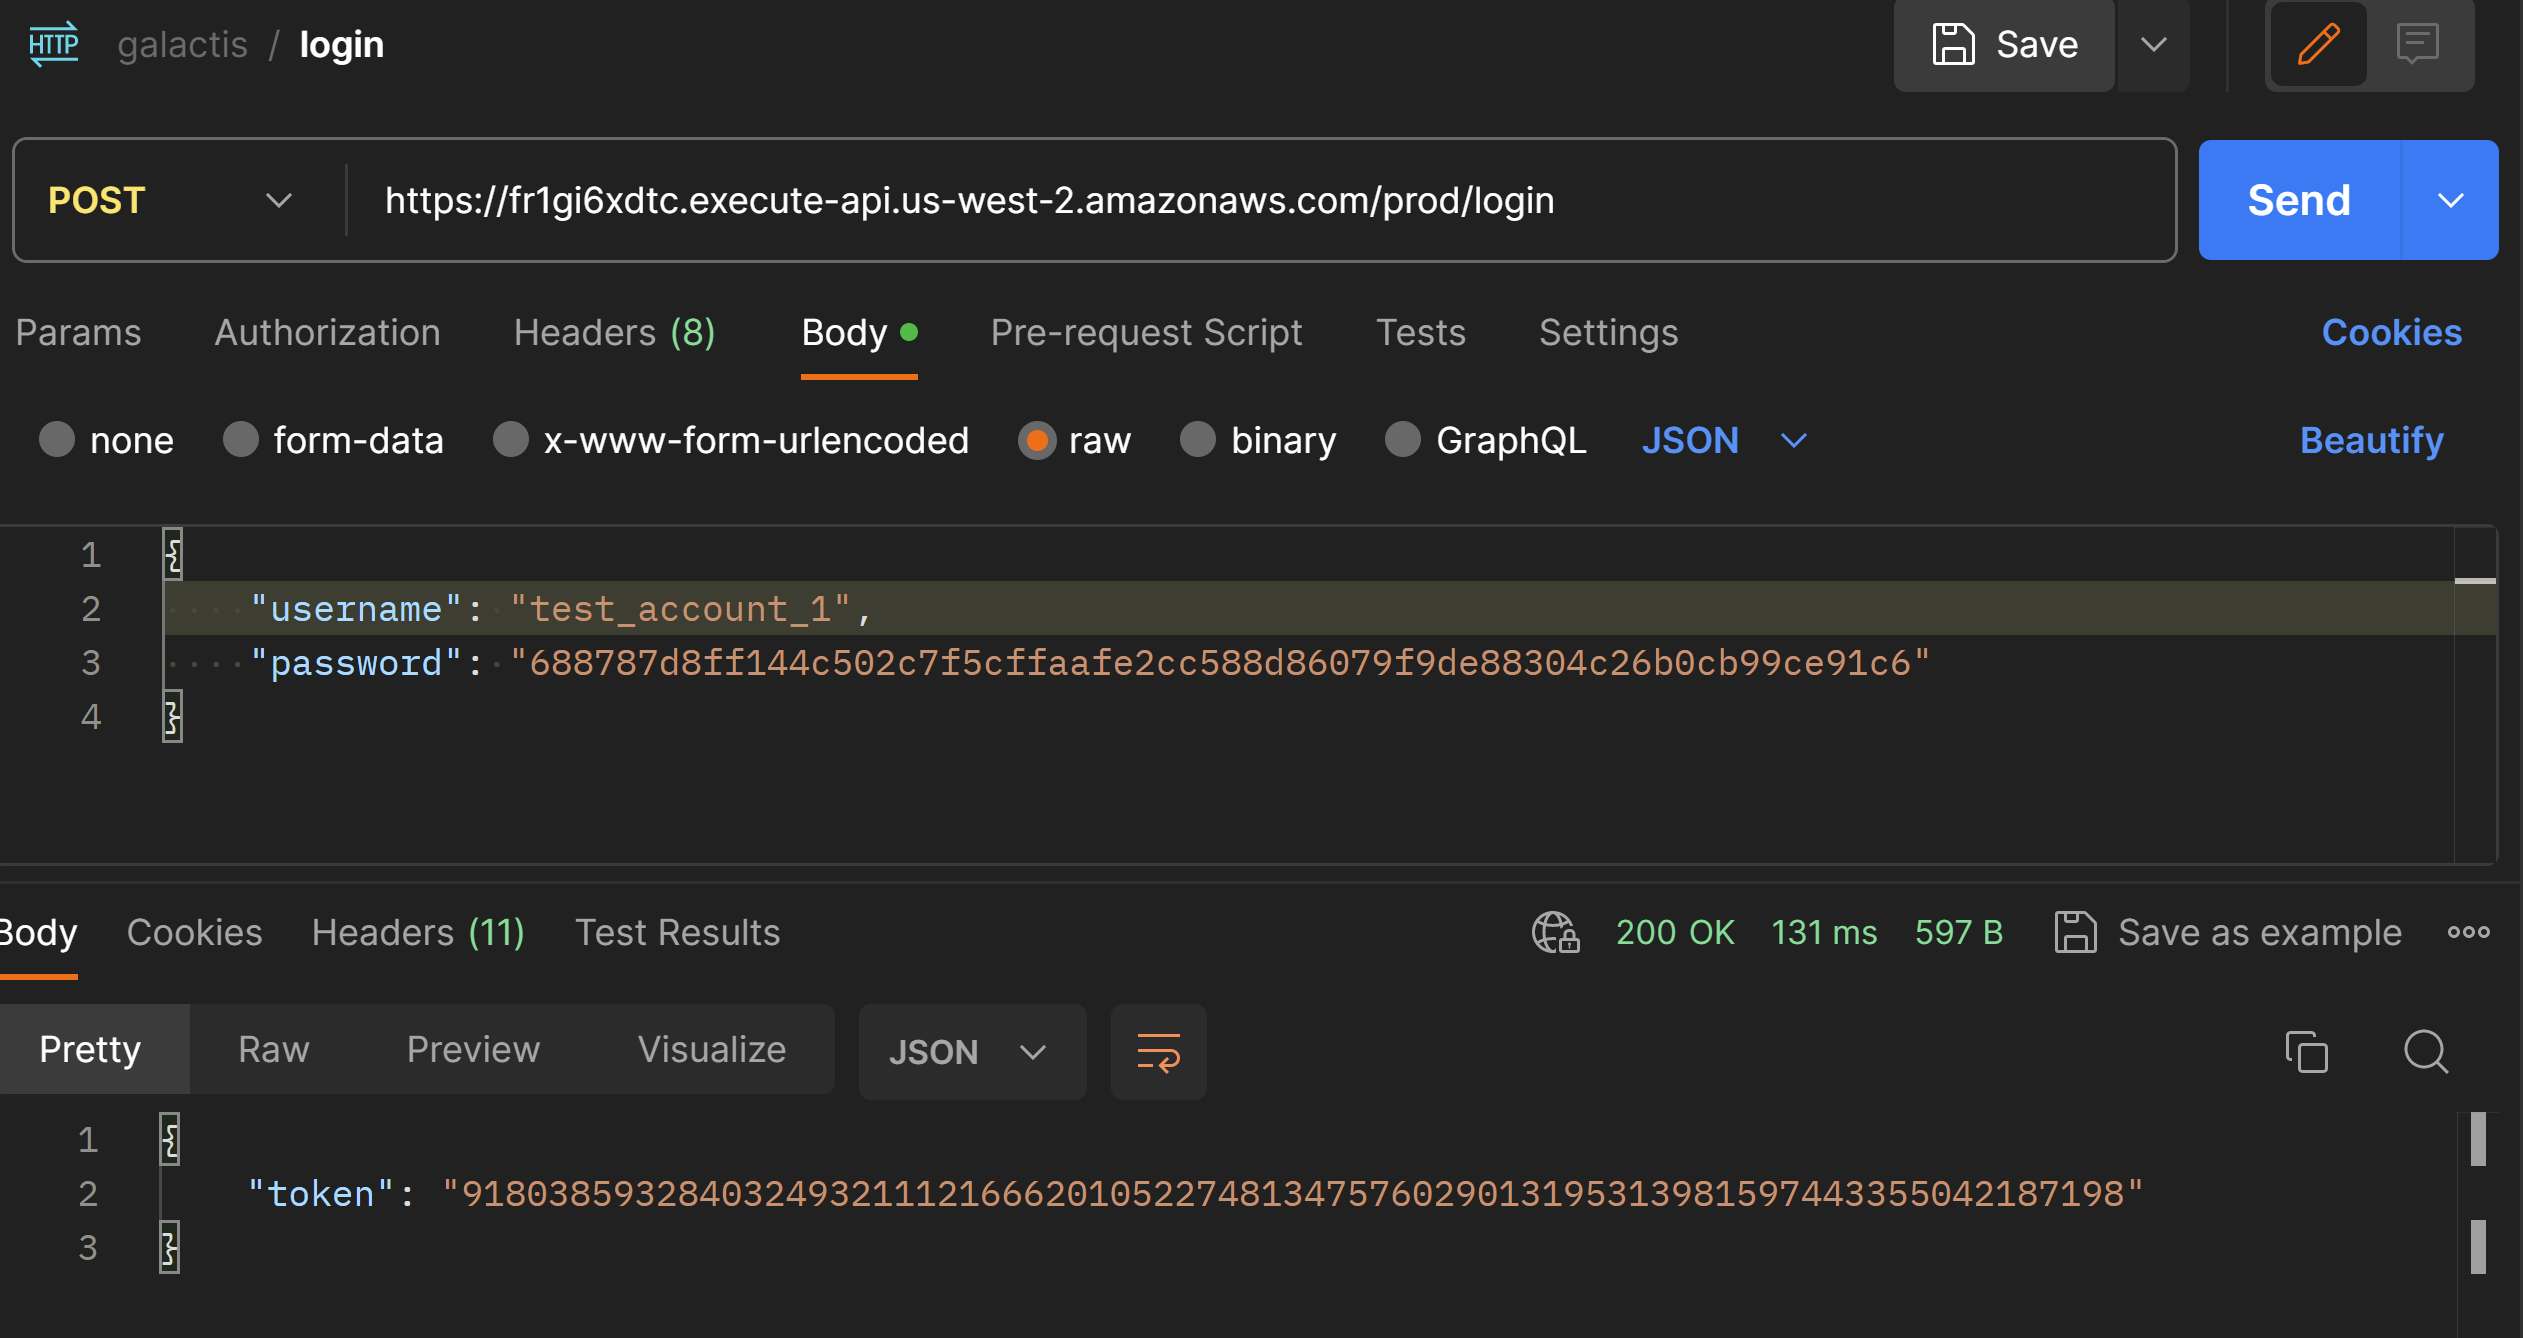 HTTP galactis / login Save
POST https://fr1gi6xdtc.execute-api.us-west-2.amazonaws.com/prod/login Send
Params Authorization Headers (8) Body Pre-request Script Tests Settings Cookies
none form-data x-www-form-urlencoded raw binary GraphQL JSON Beautify
1 {
2 "username": "test_account_1",
3 "password": "688787d8ff144c502c7f5cffaafe2cc588d86079f9de88304c26b0cb99ce91c6"
4 }
Body Cookies Headers (11) Test Results 200 OK 131 ms 597 B Save as example
Pretty Raw Preview Visualize JSON
1 {
2 "token": "91803859328403249321112166620105227481347576029013195313981597443355042187198"
3 }